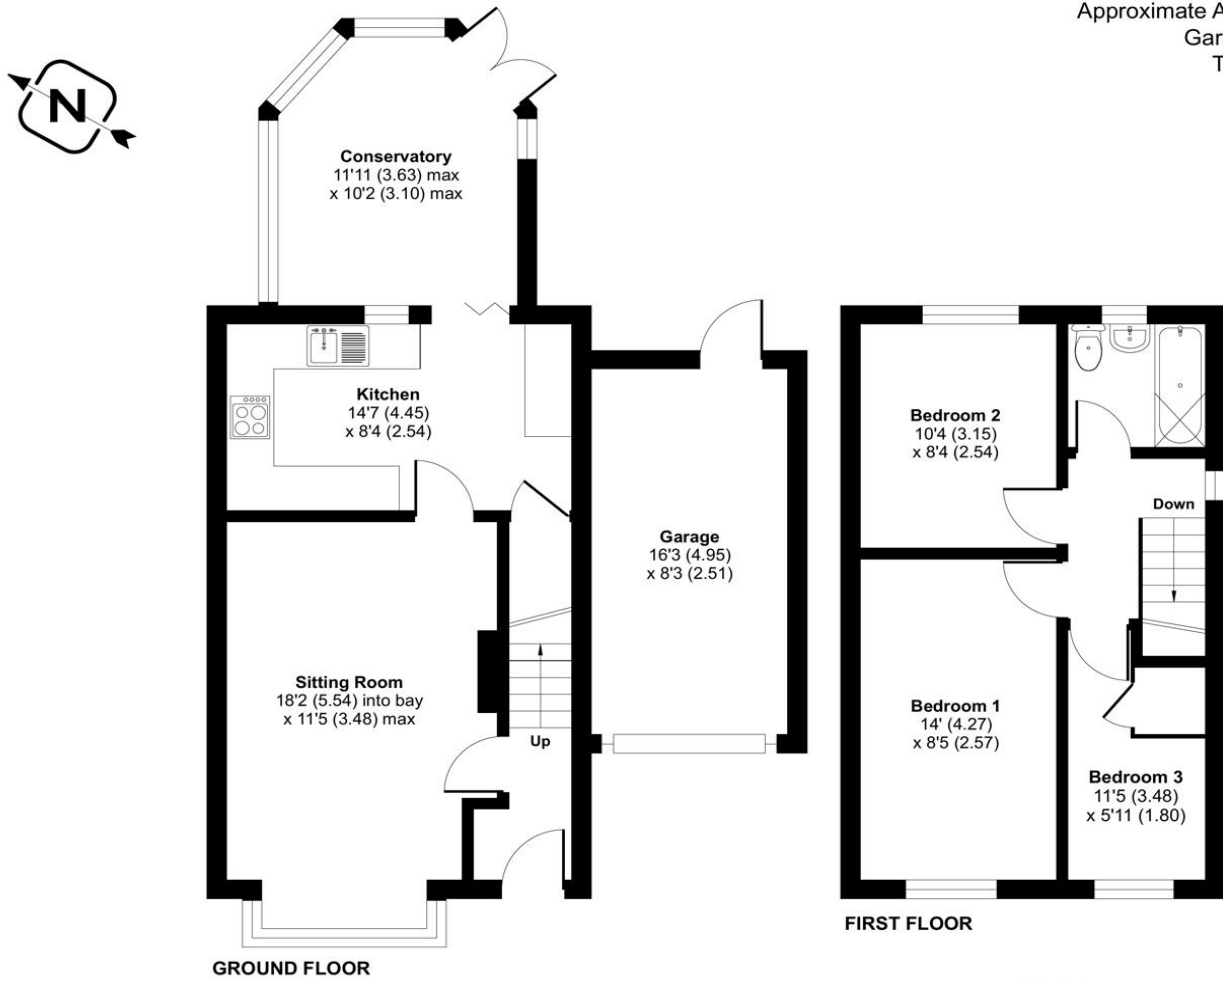 Approximate A
Gar
T
N
Conservatory
11'11 (3.63) max
x 10'2 (3.10) max
Kitchen
14'7 (4.45)
x 8'4 (2.54)
Sitting Room
18'2 (5.54) into bay
x 11'5 (3.48) max
Up
Garage
16'3 (4.95)
x 8'3 (2.51)
Bedroom 2
10'4 (3.15)
x 8'4 (2.54)
Down
Bedroom 1
14' (4.27)
x 8'5 (2.57)
Bedroom 3
11'5 (3.48)
x 5'11 (1.80)
FIRST FLOOR
GROUND FLOOR